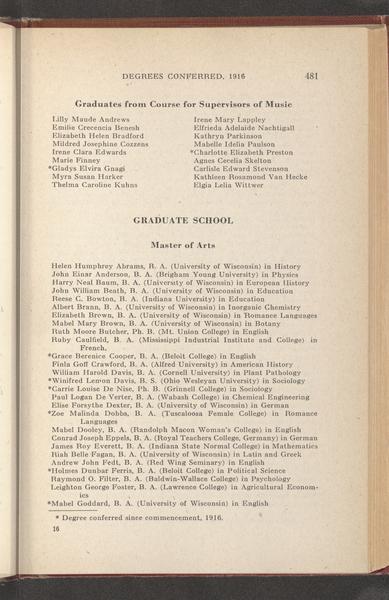 DEGREES CONFERRED, 1916 481
Graduates from Course for Supervisors of Music
Lilly Maude Andrews
Emilie Crecencia Benesh
Elizabeth Helen Bradford
Mildred Josephine Cozzens
Irene Clara Edwards
Marie Finney
*Gladys Elvira Gnagi
Myra Susan Harker
Thelma Caroline Kuhns
Irene Mary Lappley
Elfrieda Adelaide Nachtigall
Kathryn Parkinson
Mabelle Idelia Paulson
*Charlotte Elizabeth Preston
Agnes Cecelia Skelton
Carlisle Edward Stevenson
Kathleen Rosamond Van Hecke
Elgia Lelia Wittwer
GRADUATE SCHOOL
Master of Arts
Helen Humphrey Abrams, B. A. (University of Wisconsin) in History
John Einar Anderson, B. A. (Brigham Young University) in Physics
Harry Neal Baum, B. A. (University of Wisconsin) in European History
John William Beath, B. A. (University of Wisconsin) in Education
Reese C. Bowton, B. A. (Indiana University) in Education
Albert Brann, B. A. (University of Wisconsin) in Inorganic Chemistry
Elizabeth Brown, B. A. (University of Wisconsin) in Romance Languages
Mabel Mary Brown, B. A. (University of Wisconsin) in Botany
Ruth Moore Butcher, Ph. B. (Mt. Union College) in English
Ruby Caulfield, B. A. (Mississippi Industrial Institute and College) in
French,
*Grace Berenice Cooper, B. A. (Beloit College) in English
Finla Goff Crawford, B. A. (Alfred University) in American History
William Harold Davis, B. A. (Cornell University) in Plant Pathology
*Winifred Lenron Davis, B. S. (Ohio Wesleyan University) in Sociology
*Carrie Louise De Nise, Ph. B. (Grinnell College) in Sociology
Paul Logan De Verter, B. A. (Wabash College) in Chemical Engineering
Elise Forsythe Dexter, B. A. (University of Wisconsin) in German
*Zoe Malinda Dobbs, B. A. (Tuscaloosa Female College) in Romance
Languages
Mabel Dooley, B. A. (Randolph Macon Woman's College) in English
Conrad Joseph Eppels, B. A. (Royal Teachers College, Germany) in German
James Roy Everett, B. A. (Indiana State Normal College) in Mathematics
Riah Belle Fagan, B. A. (University of Wisconsin) in Latin and Greek
Andrew John Fedt, B. A. (Red Wing Seminary) in English
*Holmes Dunbar Ferris, B. A. (Beloit College) in Political Science
Raymond O. Filter, B. A. (Baldwin-Wallace College) in Psychology
Leighton George Foster, B. A. (Lawrence College) in Agricultural Econom-
ics
*Mabel Goddard, B. A. (University of Wisconsin) in English
* Degree conferred since commencement, 1916.
16